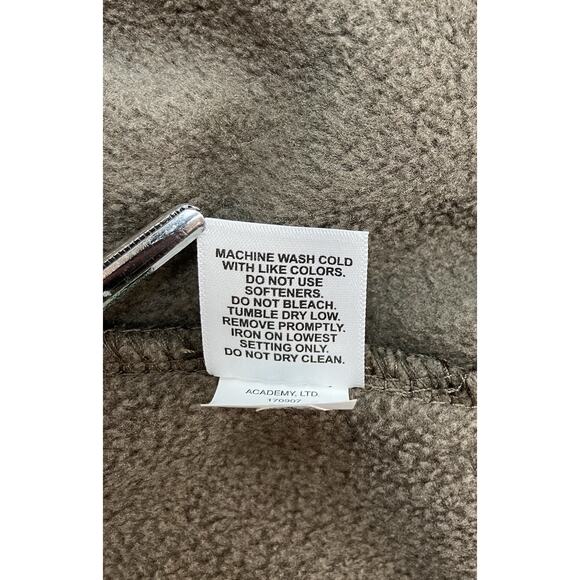 MACHINE WASH COLD
WITH LIKE COLORS.
DO NOT USE
SOFTENERS.
DO NOT BLEACH.
TUMBLE DRY LOW.
REMOVE PROMPTLY.
IRON ON LOWEST
SETTING ONLY.
DO NOT DRY CLEAN.
ACADEMY, LTD.
170907